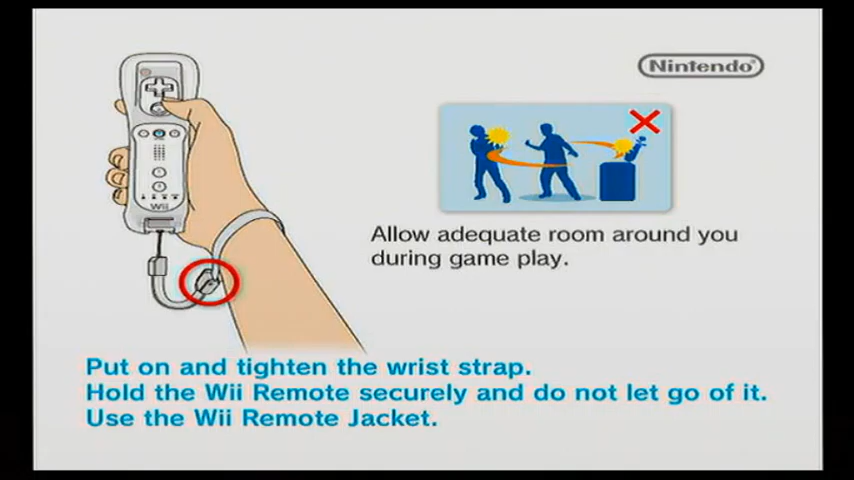 Nintendo®
Wii
Allow adequate room around you
during game play.
Put on and tighten the wrist strap.
Hold the Wii Remote securely and do not let go of it.
Use the Wii Remote Jacket.